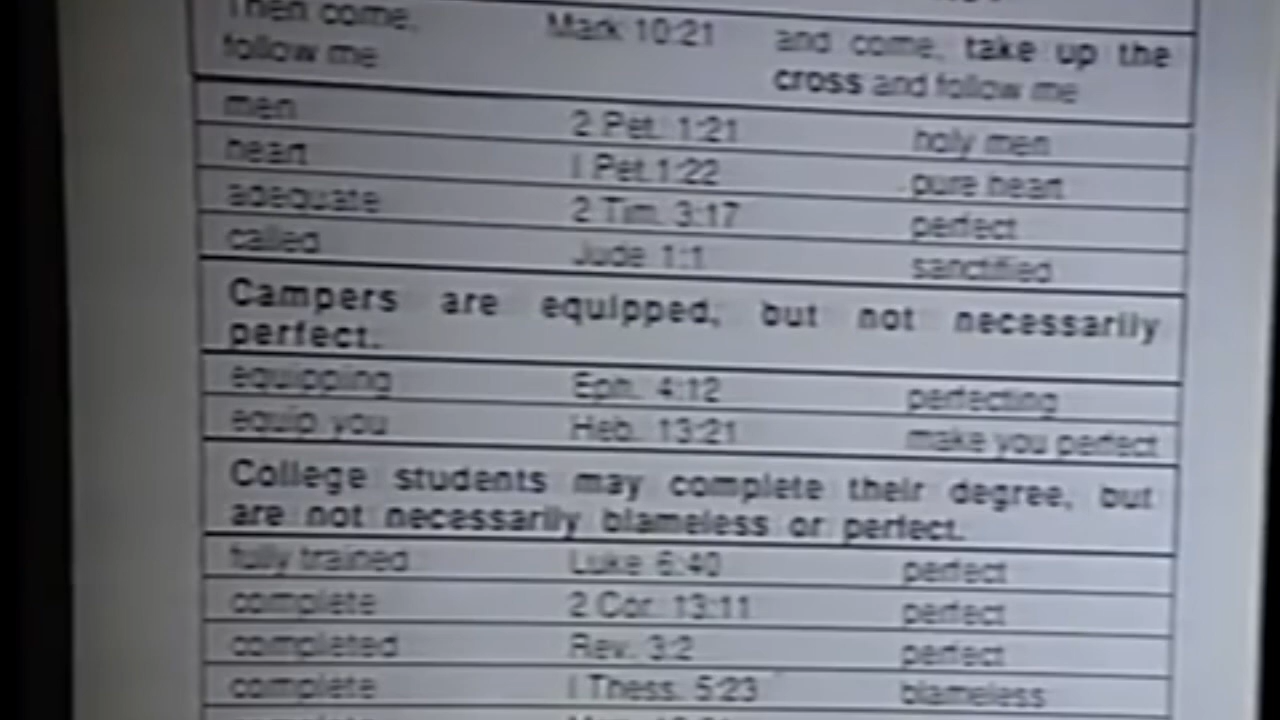 Then come, Mark 10:21 and come, take up the
follow me cross and follow me
men 2 Pet. 1:21 holy men
heart I Pet.1:22 pure heart
adequate 2 Tim. 3:17 perfect
called Jude 1:1 sanctified
Campers are equipped, but not necessarily
perfect.
equipping Eph. 4:12 perfecting
equip you Heb. 13:21 make you perfect
College students may complete their degree, but
are not necessarily blameless or perfect.
fully trained Luke 6:40 perfect
complete 2 Cor. 13:11 perfect
completed Rev. 3:2 perfect
complete I Thess. 5:23 blameless